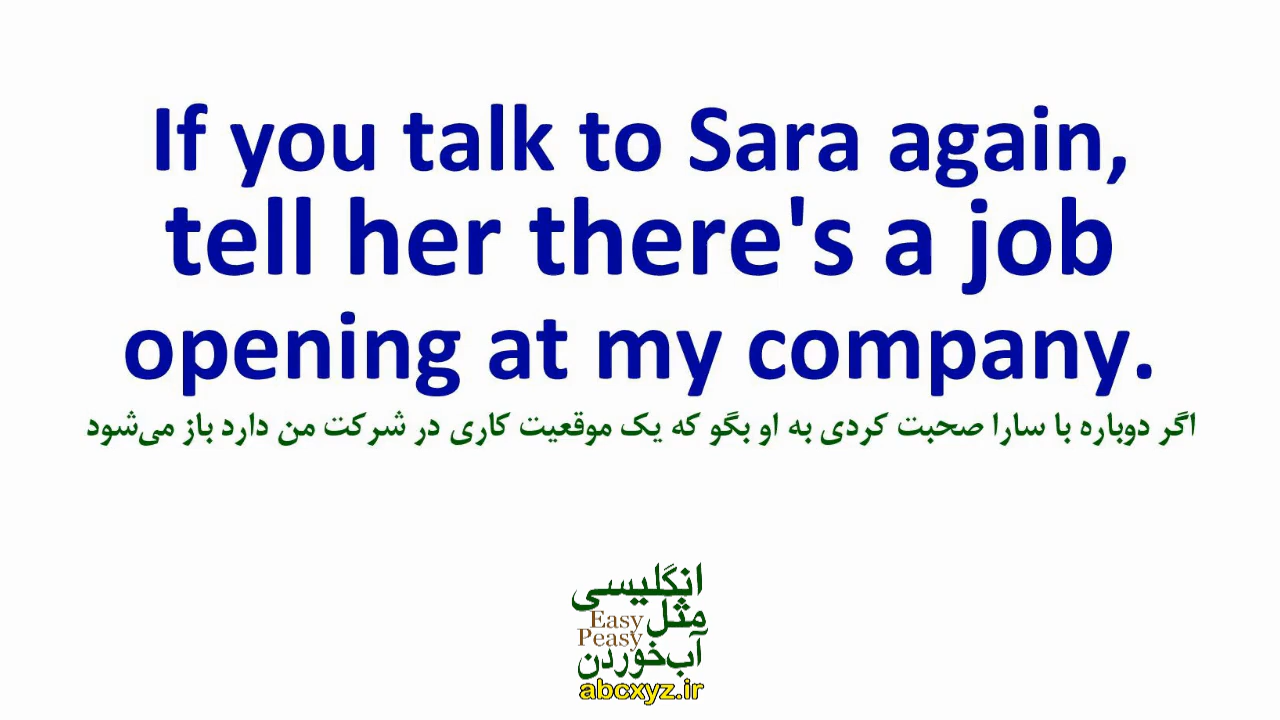 If you talk to Sara again,
tell her there's a job
opening at my company.
اگر دوباره با سارا صحبت کردی به او بگو که یک موقعیت کاری در شرکت من دارد باز می‌شود
انگلیسی
مثل
Easy
Peasy
آب‌خوردن
abcxyz.ir